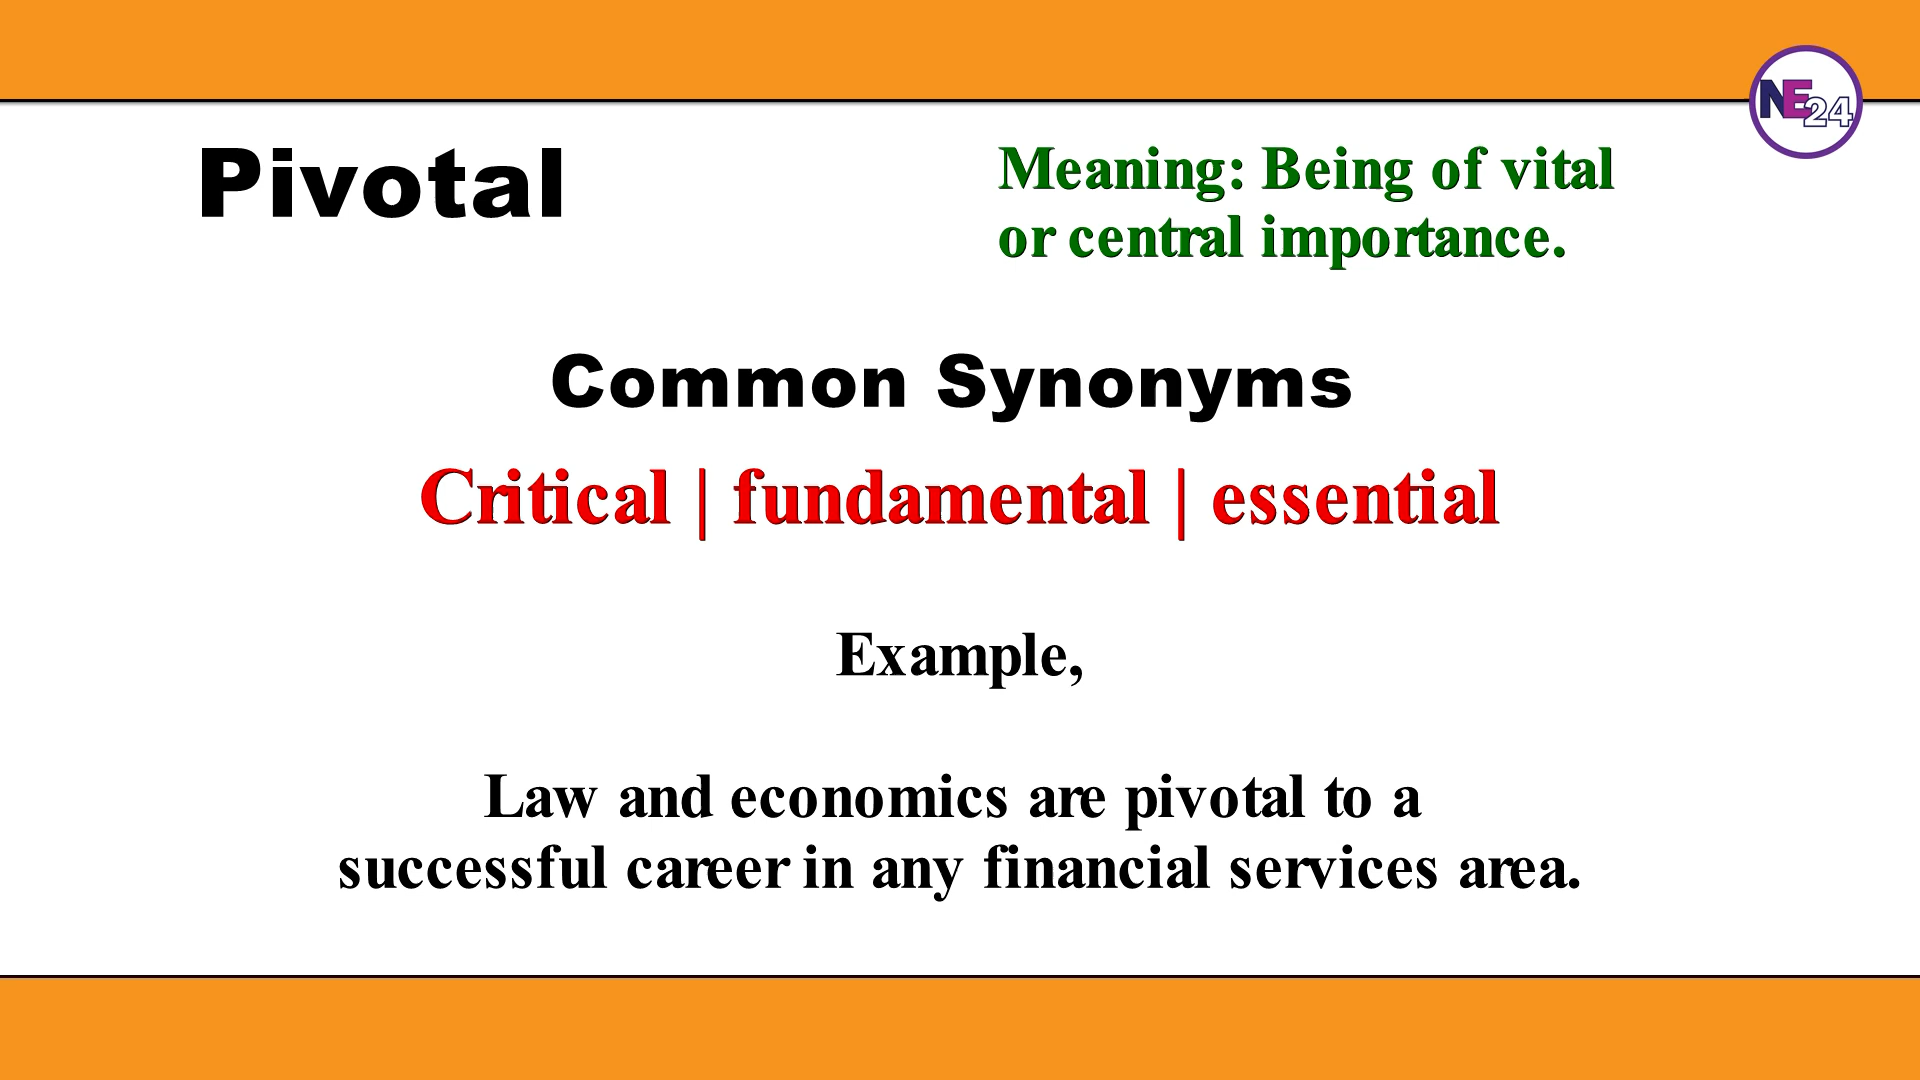 NE24
Pivotal
Meaning: Being of vital
or central importance.
Common Synonyms
Critical | fundamental | essential
Example,
Law and economics are pivotal to a
successful career in any financial services area.